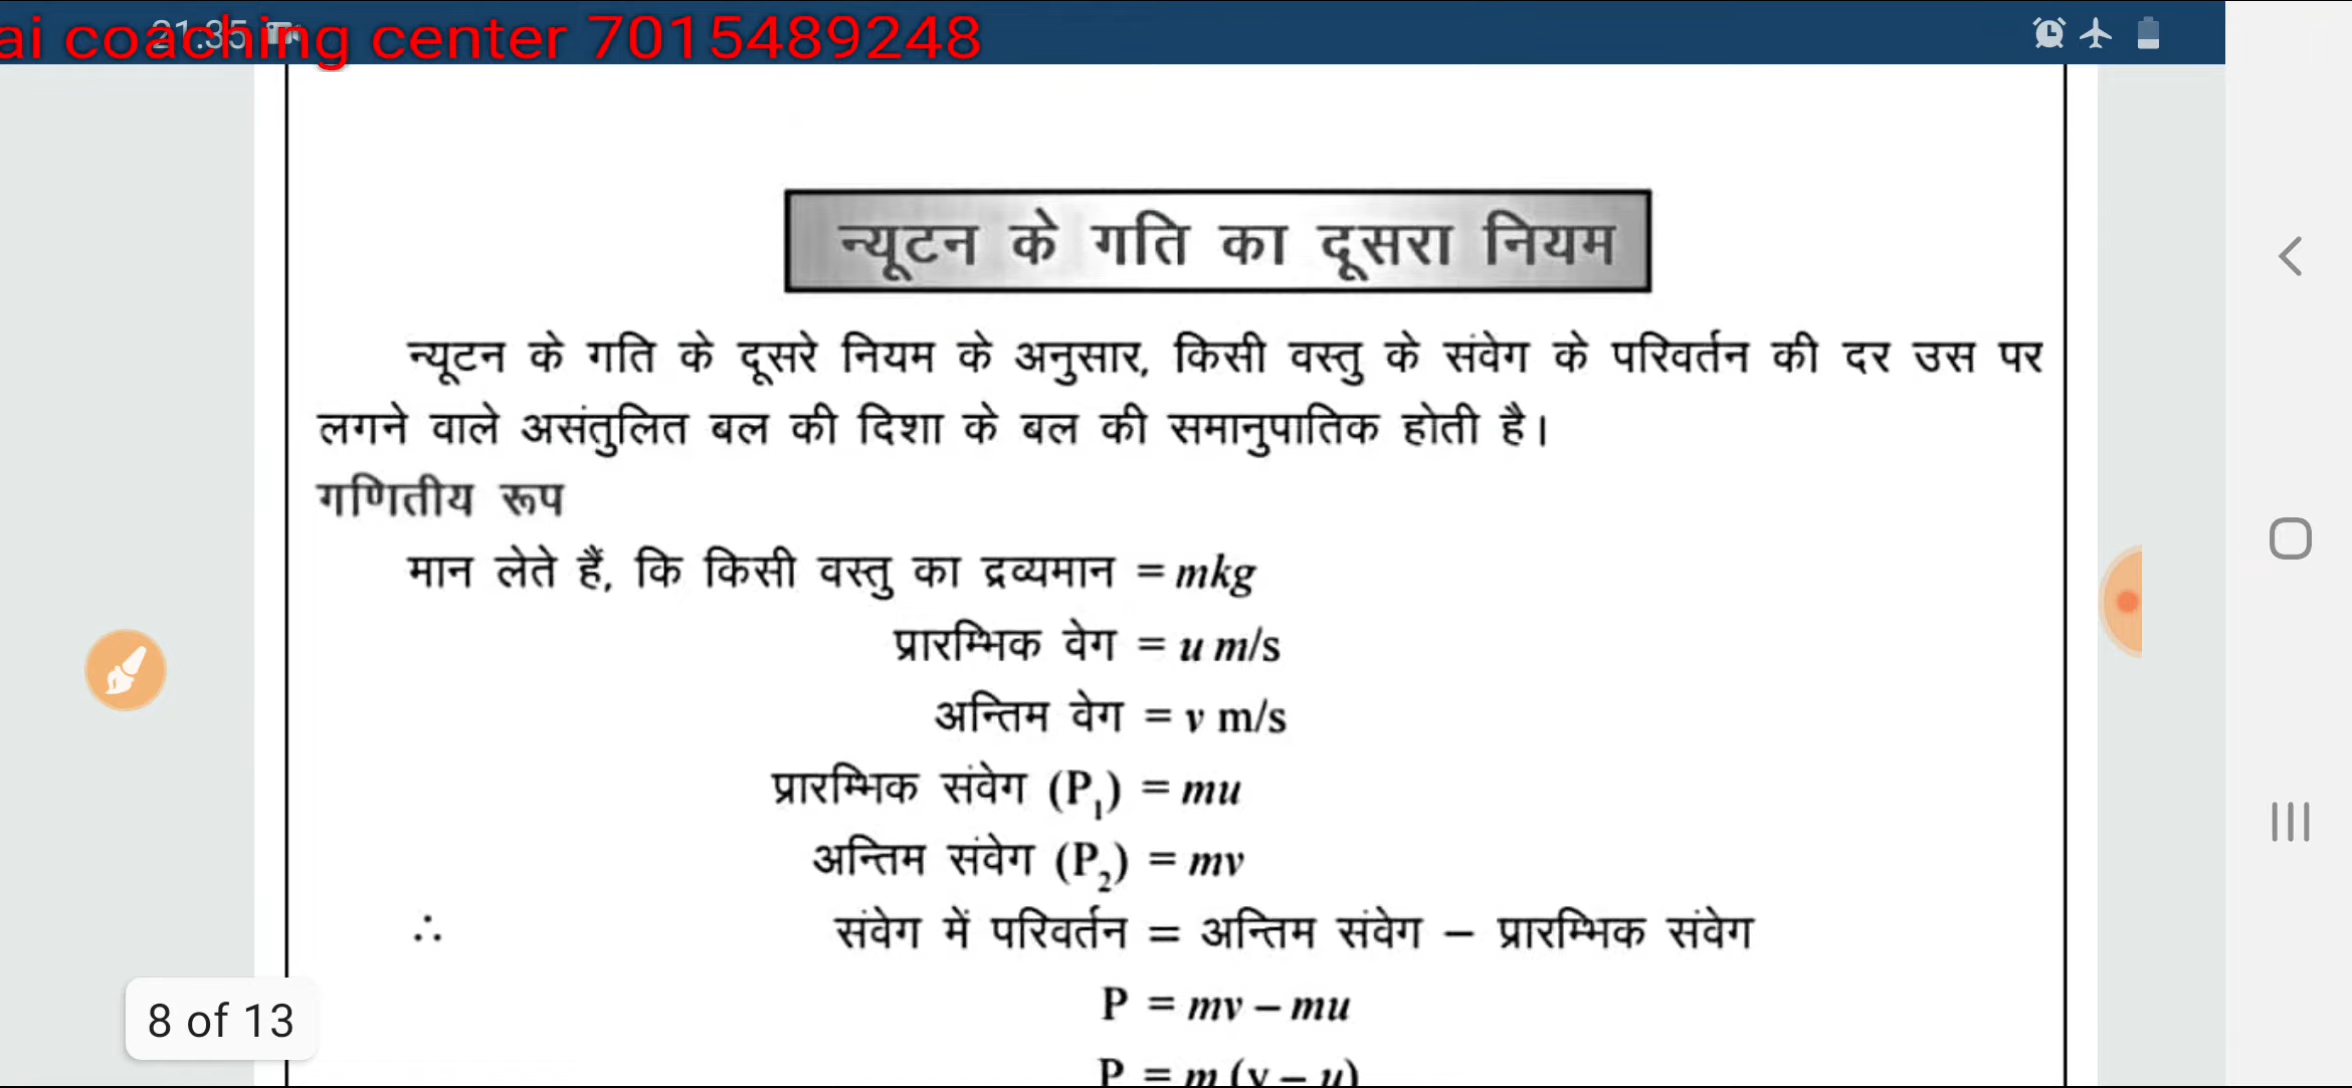 ai coaching center 7015489248
21:35
न्यूटन के गति का दूसरा नियम
न्यूटन के गति के दूसरे नियम के अनुसार, किसी वस्तु के संवेग के परिवर्तन की दर उस पर
लगने वाले असंतुलित बल की दिशा के बल की समानुपातिक होती है।
गणितीय रूप
मान लेते हैं, कि किसी वस्तु का द्रव्यमान = mkg
प्रारम्भिक वेग = u m/s
अन्तिम वेग = v m/s
प्रारम्भिक संवेग (P₁) = mu
अन्तिम संवेग (P₂) = mv
∴ संवेग में परिवर्तन = अन्तिम संवेग – प्रारम्भिक संवेग
P = mv – mu
P = m (v – u)
8 of 13